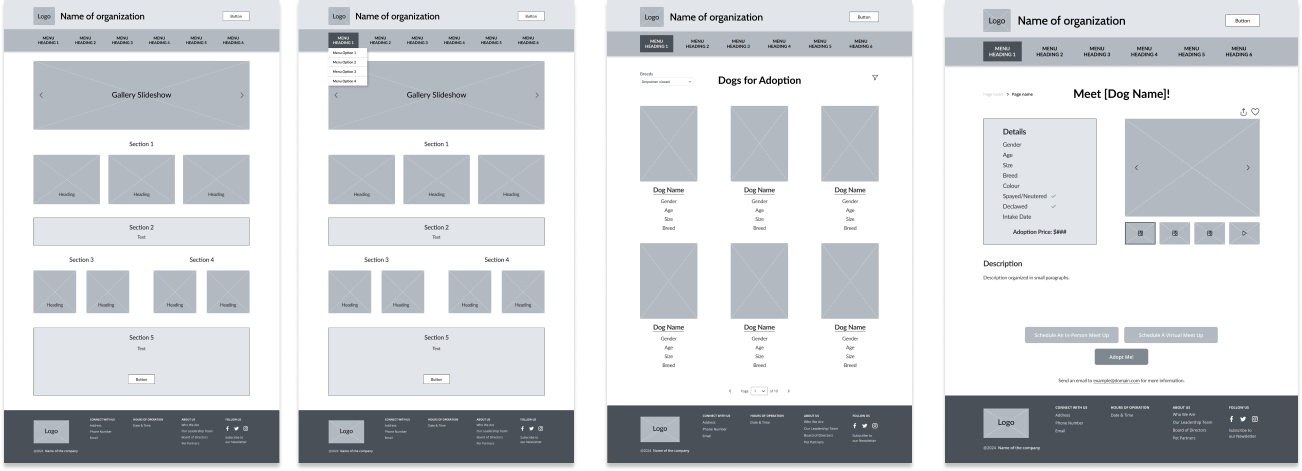 Logo Name of organization Button
MENU HEADING 1 MENU HEADING 2 MENU HEADING 3 MENU HEADING 4 MENU HEADING 5 MENU HEADING 6
Gallery Slideshow
Section 1
Heading Heading Heading
Section 2
Text
Section 3 Section 4
Heading Heading Heading Heading
Section 5
Text
Button
Logo
CONNECT WITH US
Address
Phone Number
Email
HOURS OF OPERATION
Date & Time
ABOUT US
Who We Are
Our Leadership Team
Board of Directors
Pet Partners
FOLLOW US
Subscribe to
our Newsletter
©2024 Name of the company
Logo Name of organization Button
MENU HEADING 1 MENU HEADING 2 MENU HEADING 3 MENU HEADING 4 MENU HEADING 5 MENU HEADING 6
Menu Option 1
Menu Option 2
Menu Option 3
Menu Option 4
Gallery Slideshow
Section 1
Heading Heading Heading
Section 2
Text
Section 3 Section 4
Heading Heading Heading Heading
Section 5
Text
Button
Logo
CONNECT WITH US
Address
Phone Number
Email
HOURS OF OPERATION
Date & Time
ABOUT US
Who We Are
Our Leadership Team
Board of Directors
Pet Partners
FOLLOW US
Subscribe to
our Newsletter
©2024 Name of the company
Logo Name of organization Button
MENU HEADING 1 MENU HEADING 2 MENU HEADING 3 MENU HEADING 4 MENU HEADING 5 MENU HEADING 6
Breeds
Dropdown closed
Dogs for Adoption
Dog Name Dog Name Dog Name
Gender Gender Gender
Age Age Age
Size Size Size
Breed Breed Breed
Dog Name Dog Name Dog Name
Gender Gender Gender
Age Age Age
Size Size Size
Breed Breed Breed
Page 1 of 10
Logo
CONNECT WITH US
Address
Phone Number
Email
HOURS OF OPERATION
Date & Time
ABOUT US
Who We Are
Our Leadership Team
Board of Directors
Pet Partners
FOLLOW US
Subscribe to
our Newsletter
©2024 Name of the company
Logo Name of organization Button
MENU HEADING 1 MENU HEADING 2 MENU HEADING 3 MENU HEADING 4 MENU HEADING 5 MENU HEADING 6
Page name > Page name
Meet [Dog Name]!
Details
Gender
Age
Size
Breed
Colour
Spayed/Neutered
Declawed
Intake Date
Adoption Price: $###
Description
Description organized in small paragraphs.
Schedule An In-Person Meet Up Schedule A Virtual Meet Up
Adopt Me!
Send an email to example@domain.com for more information.
Logo
CONNECT WITH US
Address
Phone Number
Email
HOURS OF OPERATION
Date & Time
ABOUT US
Who We Are
Our Leadership Team
Board of Directors
Pet Partners
FOLLOW US
Subscribe to
our Newsletter
©2024 Name of the company